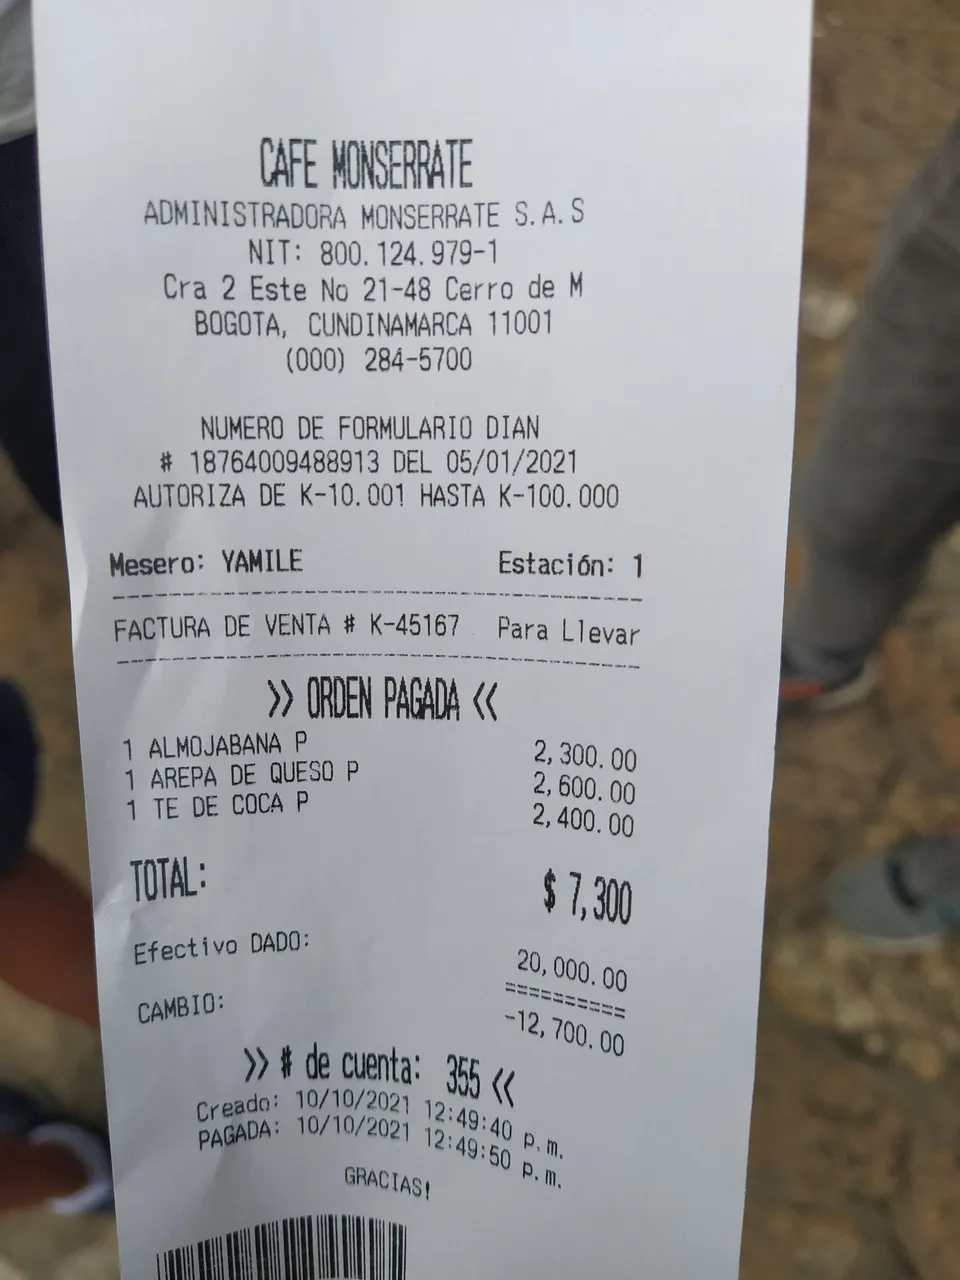 CAFE MONSERRATE
ADMINISTRADORA MONSERRATE S.A.S
NIT: 800.124.979-1
Cra 2 Este No 21-48 Cerro de M
BOGOTA, CUNDINAMARCA 11001
(000) 284-5700
NUMERO DE FORMULARIO DIAN
# 18764009488913 DEL 05/01/2021
AUTORIZA DE K-10.001 HASTA K-100.000
Mesero: YAMILE Estación: 1
FACTURA DE VENTA # K-45167 Para Llevar
>> ORDEN PAGADA <<
1 ALMOJABANA P 2,300.00
1 AREPA DE QUESO P 2,600.00
1 TE DE COCA P 2,400.00
TOTAL: $ 7,300
Efectivo DADO: 20,000.00
==========
CAMBIO: -12,700.00
>> # de cuenta: 355 <<
Creado: 10/10/2021 12:49:40 p.m.
PAGADA: 10/10/2021 12:49:50 p.m.
GRACIAS!